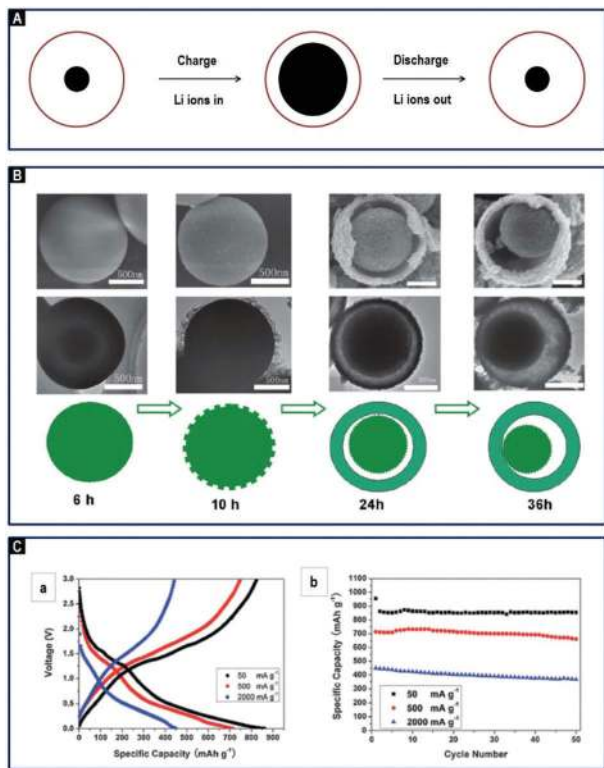 A
Charge
Discharge
Li ions in
Li ions out
B
500nm
500nm
500nm
500nm
6 h
10 h
24h
36h
C
a
3.0
2.5
2.0
1.5
1.0
0.5
0.0
Voltage (V)
50 mA g⁻¹
500 mA g⁻¹
2000 mA g⁻¹
0 100 200 300 400 500 600 700 800 900
Specific Capacity (mAh g⁻¹)
b
1100
1000
900
800
700
600
500
400
300
200
100
0
Specific Capacity (mAh g⁻¹)
50 mA g⁻¹
500 mA g⁻¹
2000 mA g⁻¹
0 10 20 30 40 50
Cycle Number